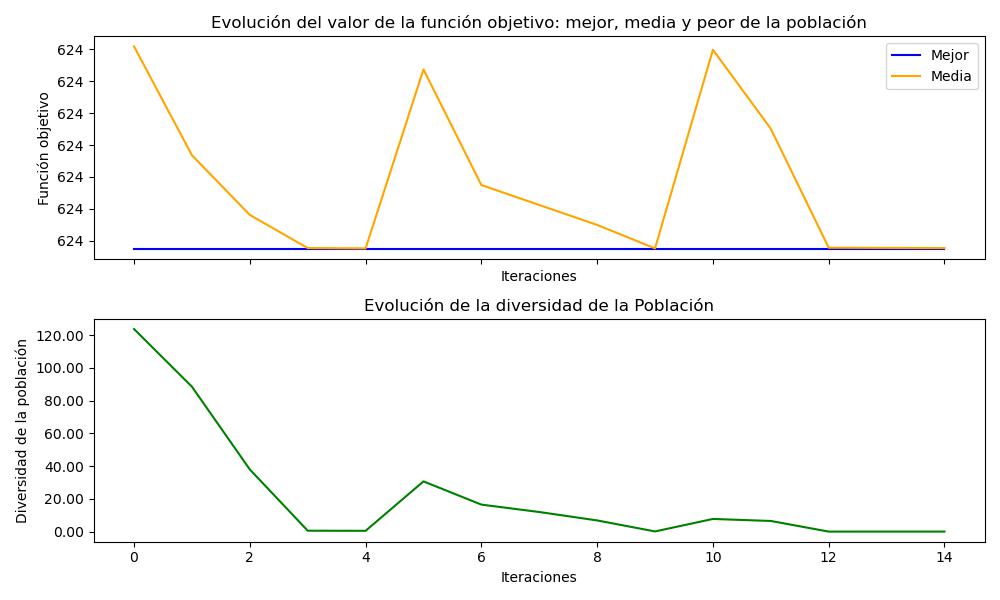 Evolución del valor de la función objetivo: mejor, media y peor de la población
624
624
624
624
624
624
624
Función objetivo
Mejor
Media
Iteraciones
Evolución de la diversidad de la Población
120.00
100.00
80.00
60.00
40.00
20.00
0.00
Diversidad de la población
0 2 4 6 8 10 12 14
Iteraciones